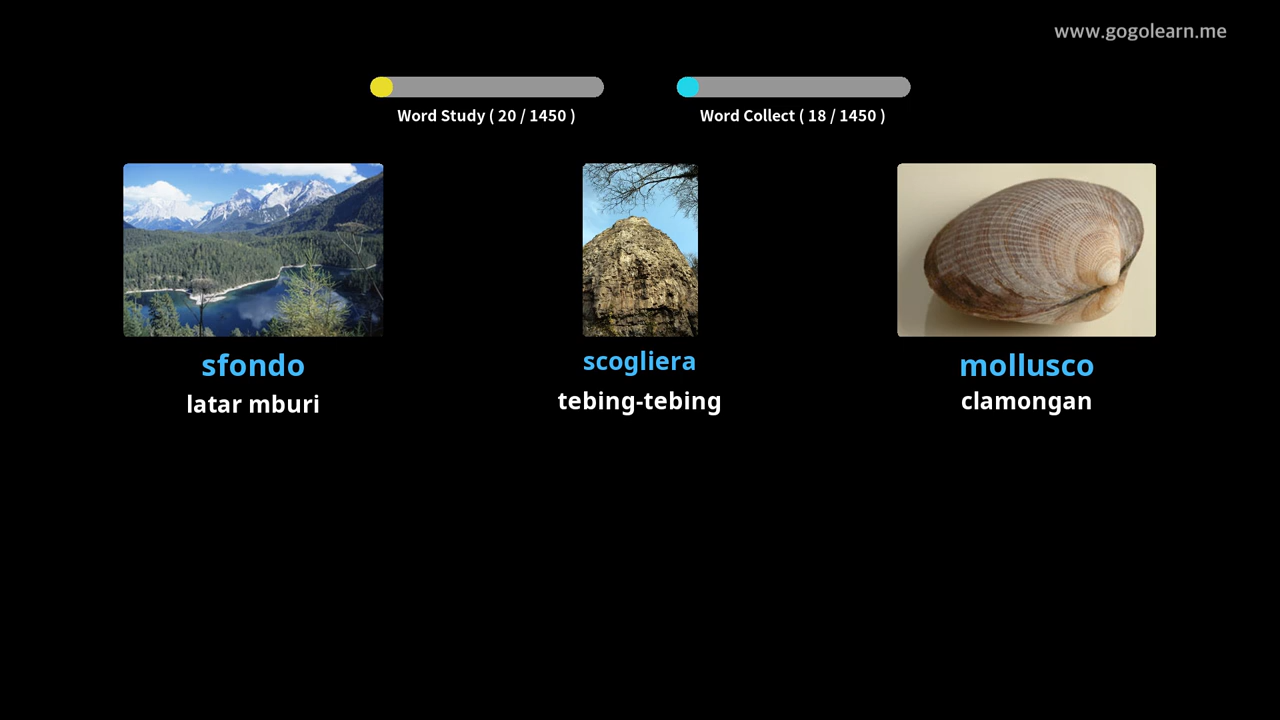 www.gogolearn.me
Word Study ( 20 / 1450 )
Word Collect ( 18 / 1450 )
sfondo
latar mburi
scogliera
tebing-tebing
mollusco
clamongan